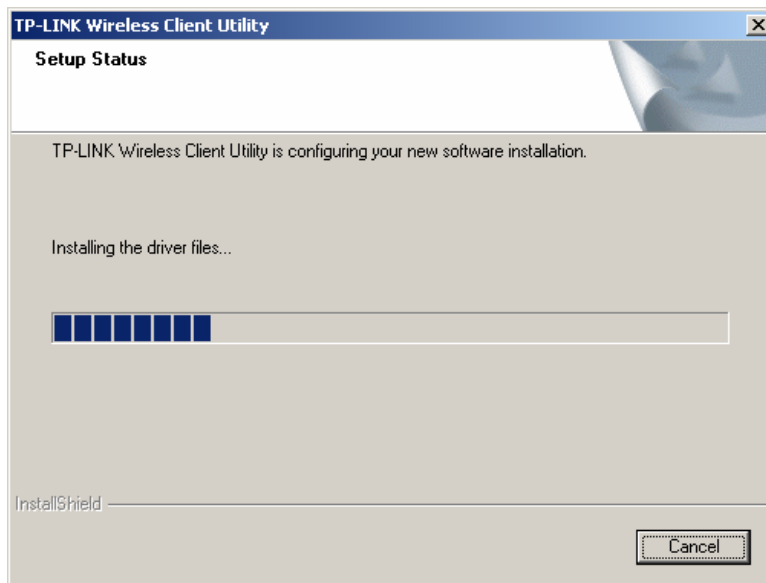 TP-LINK Wireless Client Utility
Setup Status
TP-LINK Wireless Client Utility is configuring your new software installation.
Installing the driver files...
InstallShield
Cancel